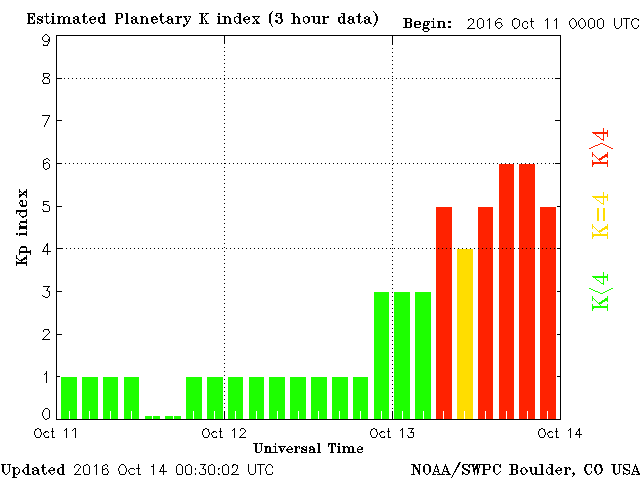 Estimated Planetary K index (3 hour data) Begin: 2016 Oct 11 0000 UTC
9
8
7
6
5
4
3
2
1
0
Kp index
K>4
K=4
K<4
Oct 11 Oct 12 Oct 13 Oct 14
Universal Time
Updated 2016 Oct 14 00:30:02 UTC NOAA/SWPC Boulder, CO USA